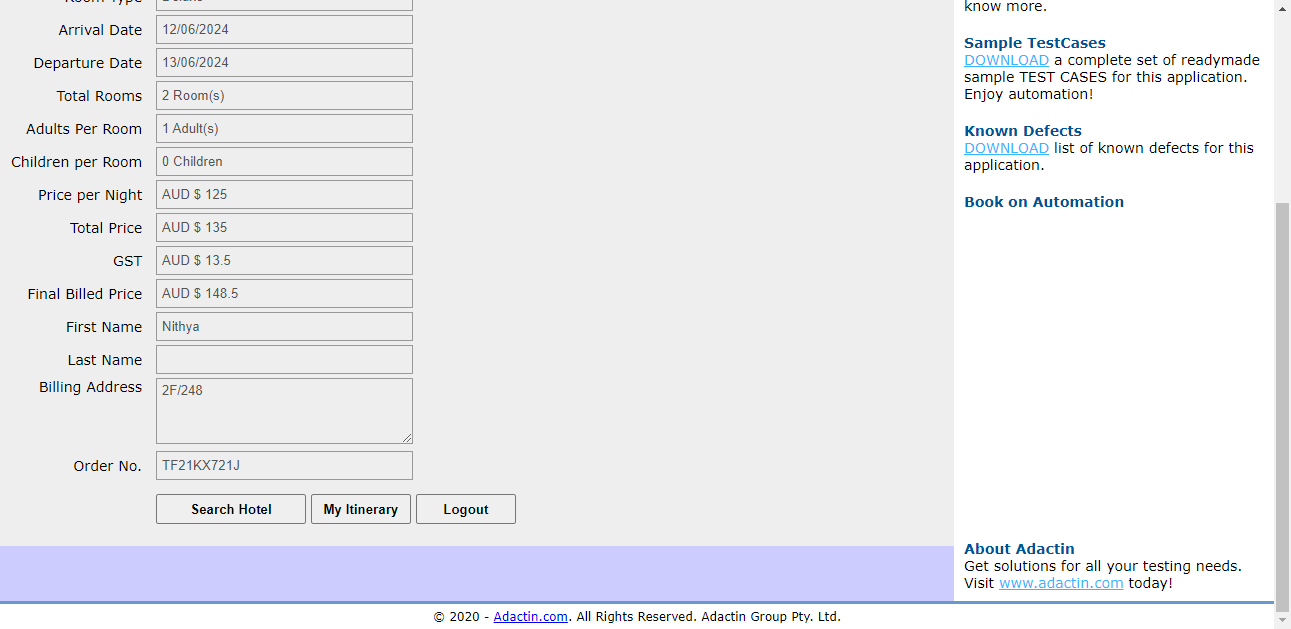 know more.
Arrival Date 12/06/2024
Departure Date 13/06/2024
Total Rooms 2 Room(s)
Adults Per Room 1 Adult(s)
Children per Room 0 Children
Price per Night AUD $ 125
Total Price AUD $ 135
GST AUD $ 13.5
Final Billed Price AUD $ 148.5
First Name Nithya
Last Name
Billing Address 2F/248
Order No. TF21KX721J
Search Hotel My Itinerary Logout
Sample TestCases
DOWNLOAD a complete set of readymade
sample TEST CASES for this application.
Enjoy automation!
Known Defects
DOWNLOAD list of known defects for this
application.
Book on Automation
About Adactin
Get solutions for all your testing needs.
Visit www.adactin.com today!
© 2020 - Adactin.com. All Rights Reserved. Adactin Group Pty. Ltd.